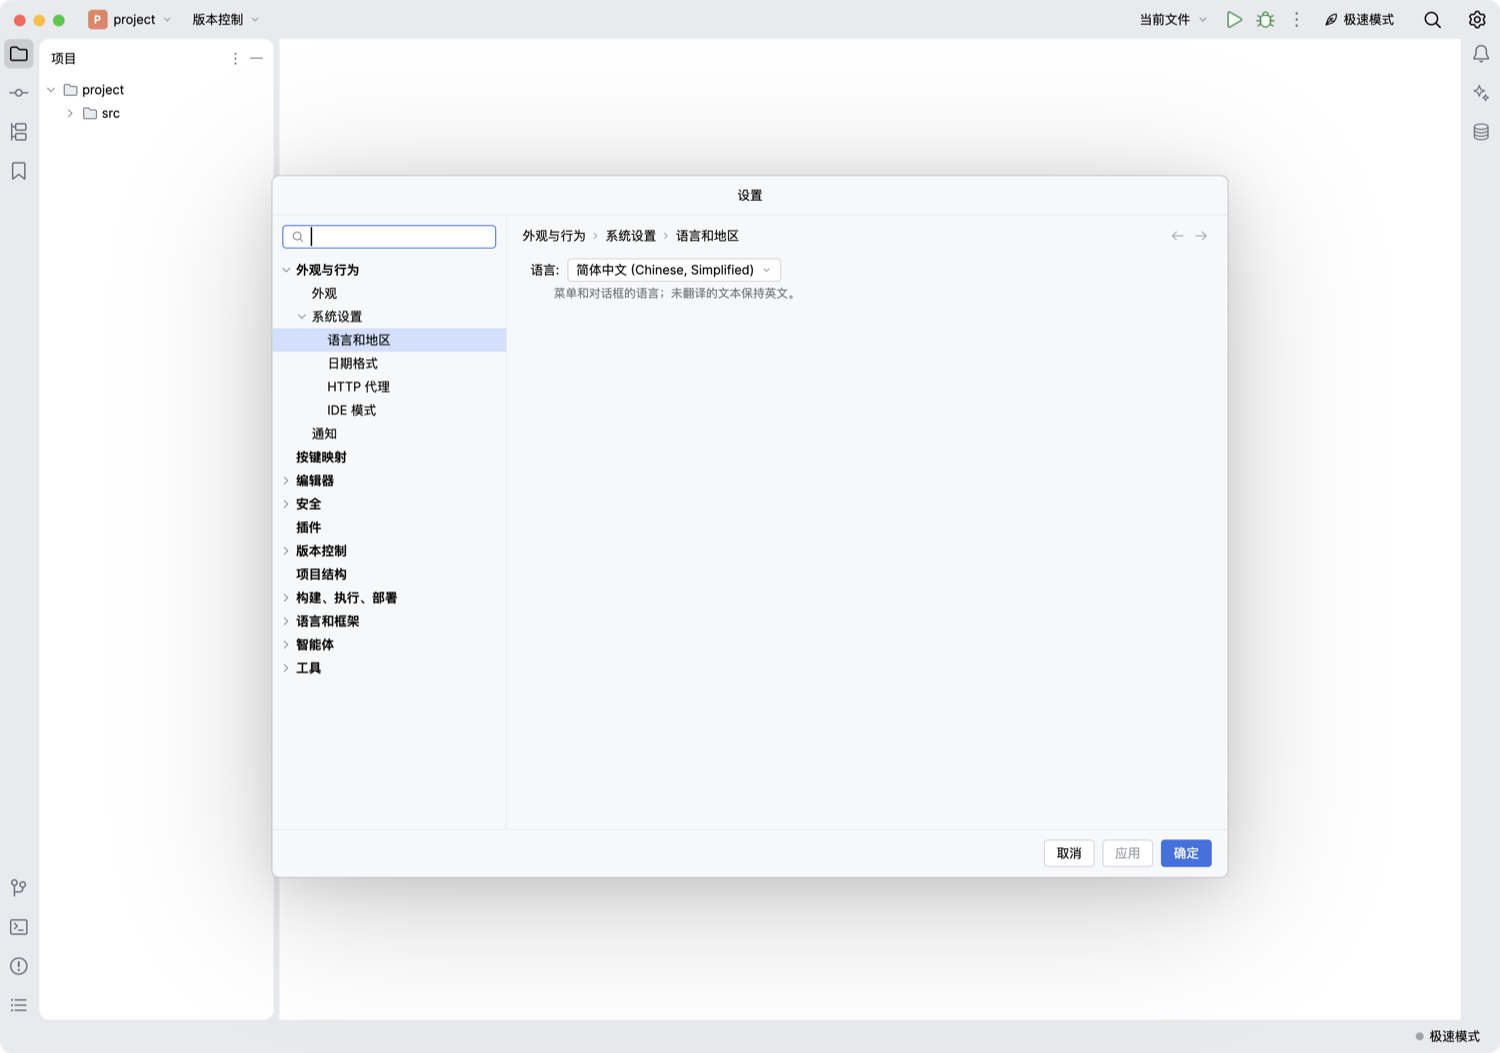 P project 版本控制
当前文件 极速模式
项目
project
src
设置
外观与行为
外观
系统设置
语言和地区
日期格式
HTTP 代理
IDE 模式
通知
按键映射
编辑器
安全
插件
版本控制
项目结构
构建、执行、部署
语言和框架
智能体
工具
外观与行为 › 系统设置 › 语言和地区
语言: 简体中文 (Chinese, Simplified)
菜单和对话框的语言；未翻译的文本保持英文。
取消 应用 确定
极速模式